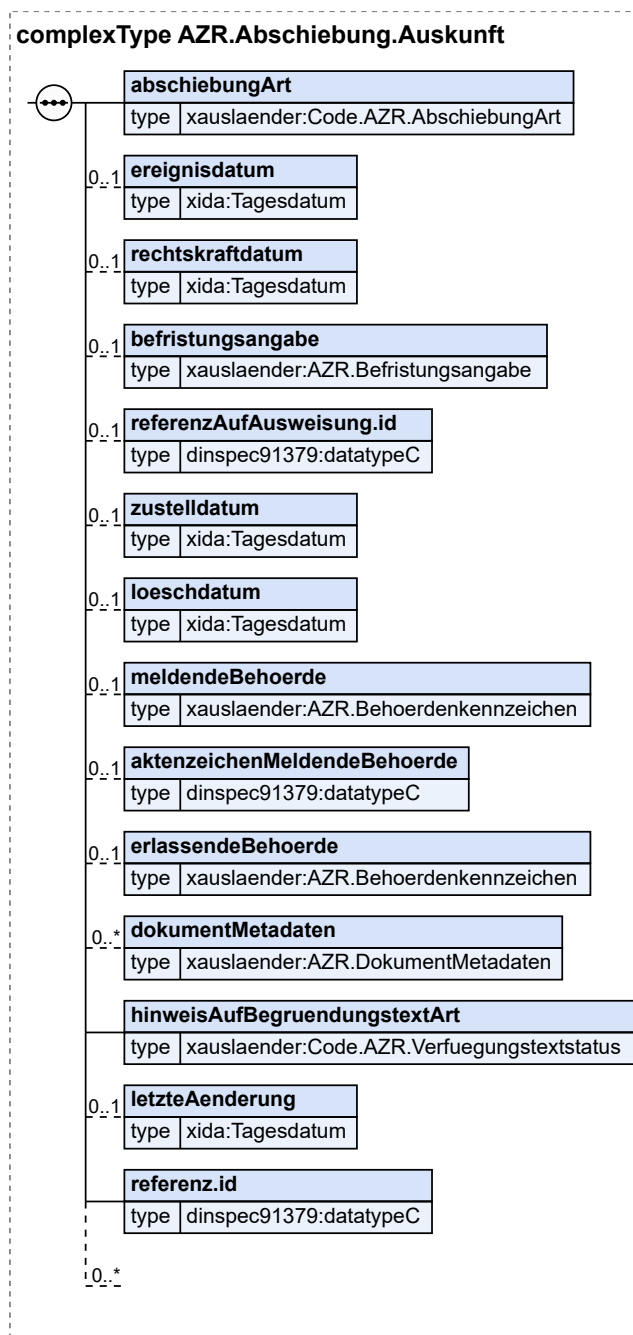 complexType AZR.Abschiebung.Auskunft
abschiebungArt
type xauslaender:Code.AZR.AbschiebungArt
0..1 ereignisdatum
type xida:Tagesdatum
0..1 rechtskraftdatum
type xida:Tagesdatum
0..1 befristungsangabe
type xauslaender:AZR.Befristungsangabe
0..1 referenzAufAusweisung.id
type dinspec91379:datatypeC
0..1 zustelldatum
type xida:Tagesdatum
0..1 loeschdatum
type xida:Tagesdatum
0..1 meldendeBehoerde
type xauslaender:AZR.Behoerdenkennzeichen
0..1 aktenzeichenMeldendeBehoerde
type dinspec91379:datatypeC
0..1 erlassendeBehoerde
type xauslaender:AZR.Behoerdenkennzeichen
0..* dokumentMetadaten
type xauslaender:AZR.DokumentMetadaten
hinweisAufBegruendungstextArt
type xauslaender:Code.AZR.Verfuegungstextstatus
0..1 letzteAenderung
type xida:Tagesdatum
referenz.id
type dinspec91379:datatypeC
0..*